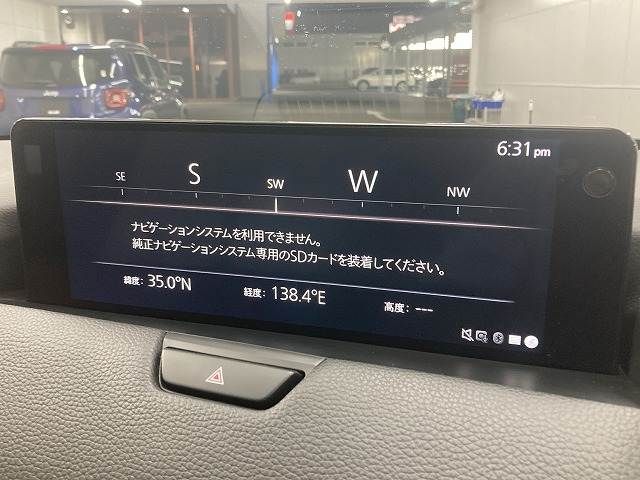 Jeep
6:31pm
SE S SW W NW
ナビゲーションシステムを利用できません。
純正ナビゲーションシステム専用のSDカードを装着してください。
緯度: 35.0°N 経度: 138.4°E 高度: ---